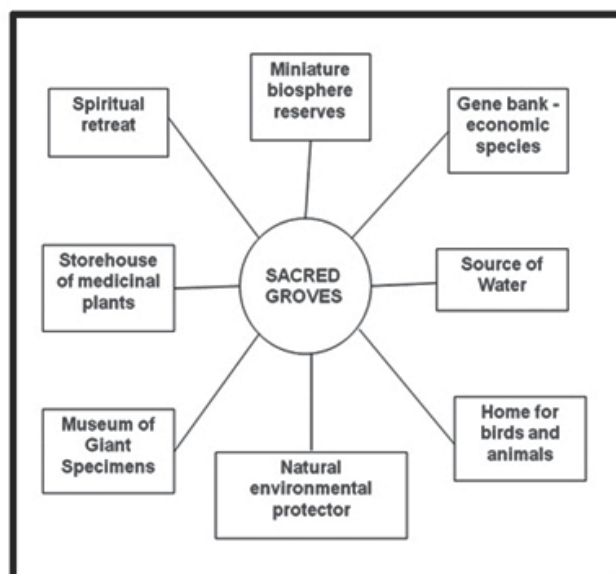 Miniature
biosphere
reserves
Spiritual
retreat
Gene bank -
economic
species
Storehouse
of medicinal
plants
SACRED
GROVES
Source of
Water
Museum of
Giant
Specimens
Natural
environmental
protector
Home for
birds and
animals